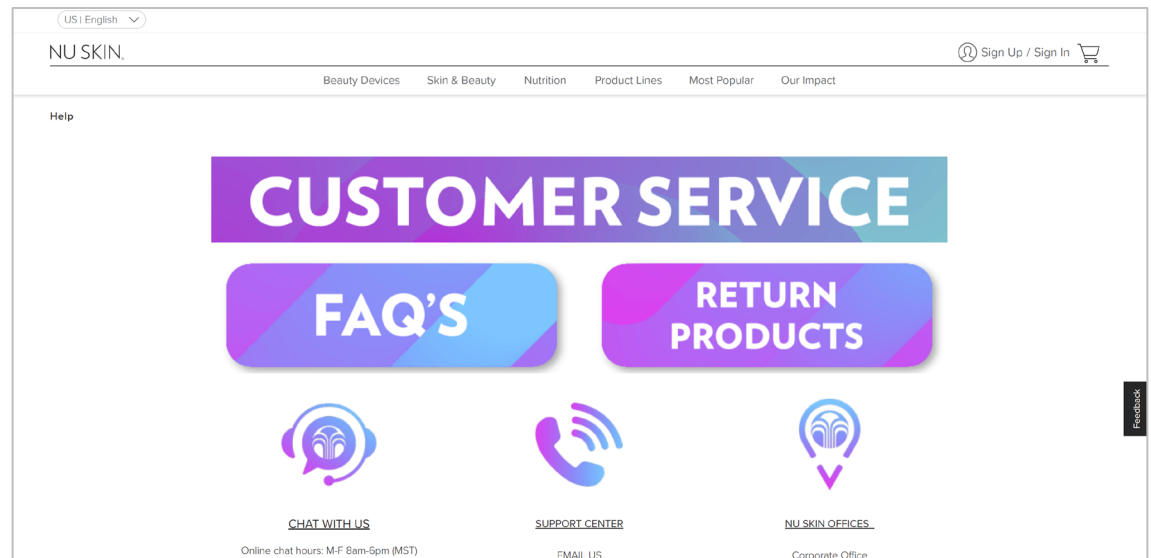 US | English
NU SKIN.
Sign Up / Sign In
Beauty Devices Skin & Beauty Nutrition Product Lines Most Popular Our Impact
Help
CUSTOMER SERVICE
FAQ'S
RETURN
PRODUCTS
Feedback
CHAT WITH US
SUPPORT CENTER
NU SKIN OFFICES
Online chat hours: M-F 8am-6pm (MST)
EMAIL US
Corporate Office